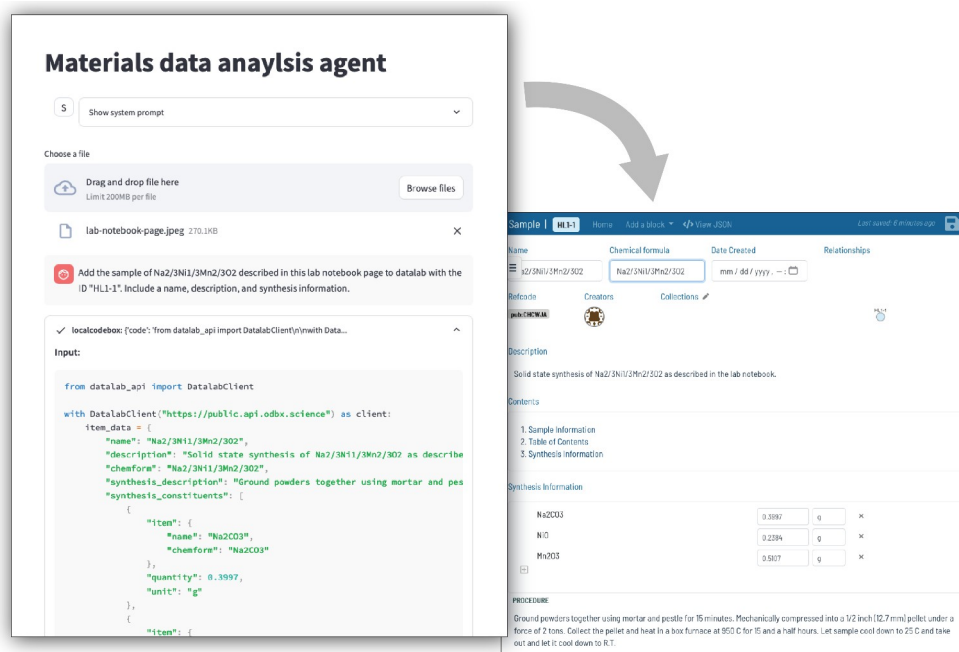 Materials data anaylsis agent
S
Show system prompt
Choose a file
Drag and drop file here
Limit 200MB per file
Browse files
lab-notebook-page.jpeg 270.1KB
Add the sample of Na2/3Ni1/3Mn2/3O2 described in this lab notebook page to datalab with the
ID "HL1-1". Include a name, description, and synthesis information.
localcodebox: {'code': 'from datalab_api import DatalabClient\n\nwith Data...
Input:
from datalab_api import DatalabClient
with DatalabClient("https://public.api.odbx.science") as client:
item_data = {
"name": "Na2/3Ni1/3Mn2/3O2",
"description": "Solid state synthesis of Na2/3Ni1/3Mn2/3O2 as describe
"chemform": "Na2/3Ni1/3Mn2/3O2",
"synthesis_description": "Ground powders together using mortar and pes
"synthesis_constituents": [
{
"item": {
"name": "Na2CO3",
"chemform": "Na2CO3"
},
"quantity": 0.3997,
"unit": "g"
},
{
"item": {
Sample | HL1-1 Home Add a block </> View JSON Last saved: 6 minutes ago
Name Chemical formula Date Created Relationships
a2/3Ni1/3Mn2/3O2 Na2/3Ni1/3Mn2/3O2 mm / dd / yyyy , -- :
Refcode Creators Collections
pub:CHCWJA
HL1-1
Description
Solid state synthesis of Na2/3Ni1/3Mn2/3O2 as described in the lab notebook.
Contents
1. Sample Information
2. Table of Contents
3. Synthesis Information
Synthesis Information
Na2CO3 0.3997 g ×
NiO 0.2384 g ×
Mn2O3 0.5107 g ×
PROCEDURE
Ground powders together using mortar and pestle for 15 minutes. Mechanically compressed into a 1/2 inch (12.7 mm) pellet under a
force of 2 tons. Collect the pellet and heat in a box furnace at 950 C for 15 and a half hours. Let sample cool down to 25 C and take
out and let it cool down to R.T.